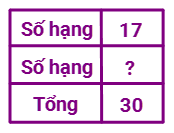 Số hạng 17
Số hạng ?
Tổng 30